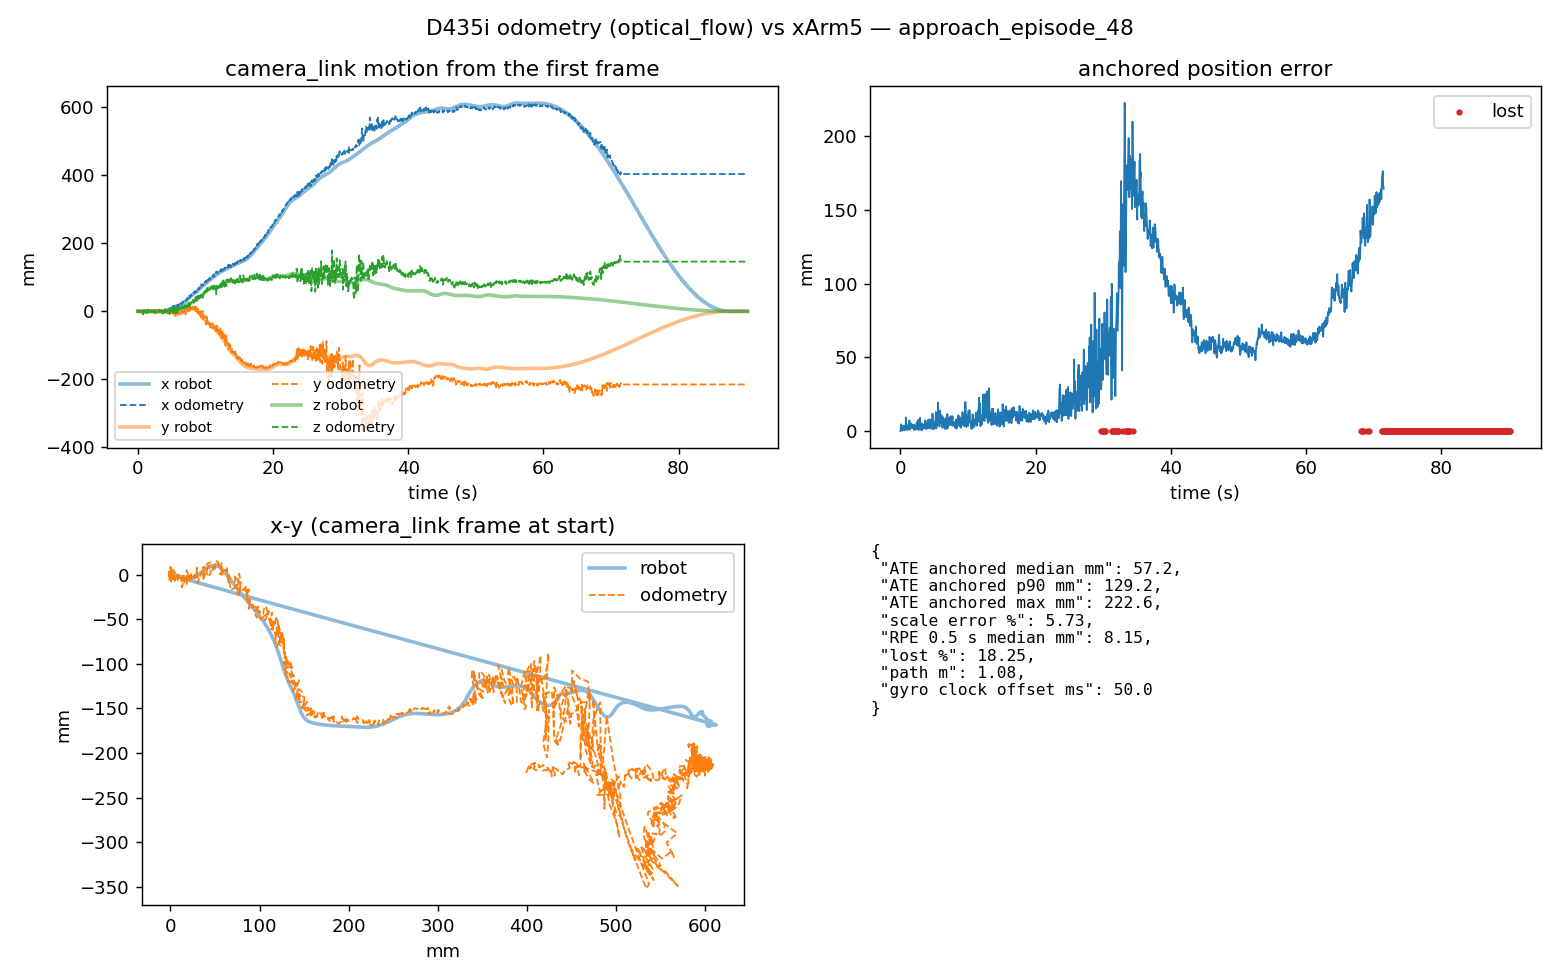 D435i odometry (optical_flow) vs xArm5 — approach_episode_48
camera_link motion from the first frame
600
400
200
0
−200
−400
mm
0
20
40
60
80
time (s)
x robot
x odometry
y robot
y odometry
z robot
z odometry
anchored position error
200
150
100
50
0
mm
0
20
40
60
80
time (s)
lost
x-y (camera_link frame at start)
0
−50
−100
−150
−200
−250
−300
−350
mm
0
100
200
300
400
500
600
mm
robot
odometry
{
"ATE anchored median mm": 57.2,
"ATE anchored p90 mm": 129.2,
"ATE anchored max mm": 222.6,
"scale error %": 5.73,
"RPE 0.5 s median mm": 8.15,
"lost %": 18.25,
"path m": 1.08,
"gyro clock offset ms": 50.0
}